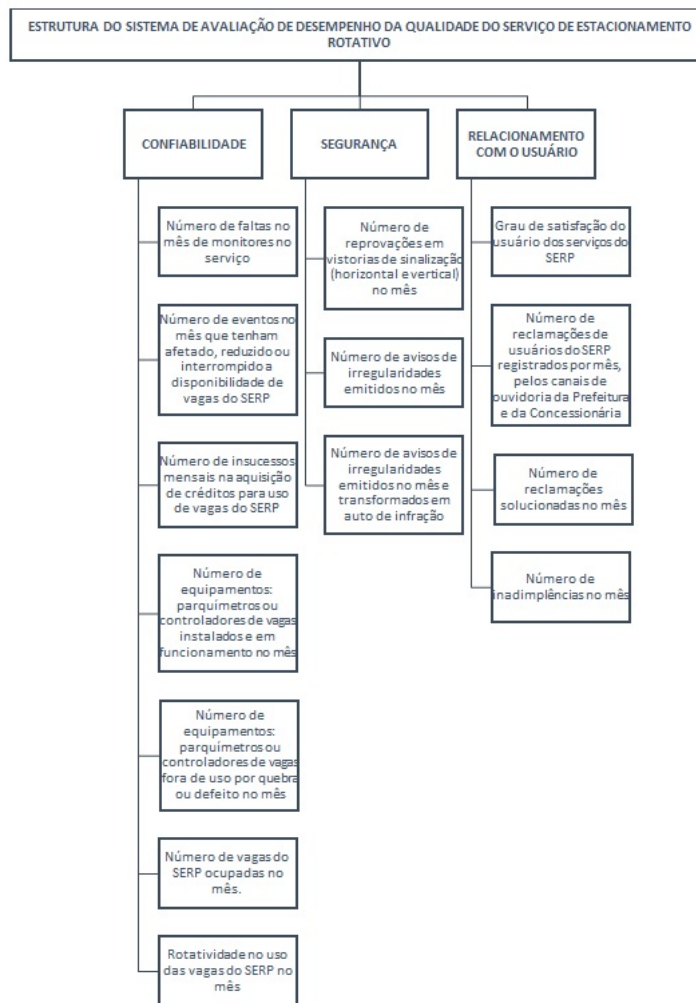 ESTRUTURA DO SISTEMA DE AVALIAÇÃO DE DESEMPENHO DA QUALIDADE DO SERVIÇO DE ESTACIONAMENTO
ROTATIVO
CONFIABILIDADE
Número de faltas no
mês de monitores no
serviço
Número de eventos no
mês que tenham
afetado, reduzido ou
interrompido a
disponibilidade de
vagas do SERP
Número de insucessos
mensais na aquisição
de créditos para uso
de vagas do SERP
Número de
equipamentos:
parquímetros ou
controladores de vagas
instalados e em
funcionamento no mês
Número de
equipamentos:
parquímetros ou
controladores de vagas
fora de uso por quebra
ou defeito no mês
Número de vagas do
SERP ocupadas no
mês.
Rotatividade no uso
das vagas do SERP no
mês
SEGURANÇA
Número de
reprovações em
vistorias de sinalização
(horizontal e vertical)
no mês
Número de avisos de
irregularidades
emitidos no mês
Número de avisos de
irregularidades
emitidos no mês e
transformados em
auto de infração
RELACIONAMENTO
COM O USUÁRIO
Grau de satisfação do
usuário dos serviços do
SERP
Número de
reclamações de
usuários do SERP
registrados por mês,
pelos canais de
ouvidoria da Prefeitura
e da Concessionária
Número de
reclamações
solucionadas no mês
Número de
inadimplências no mês